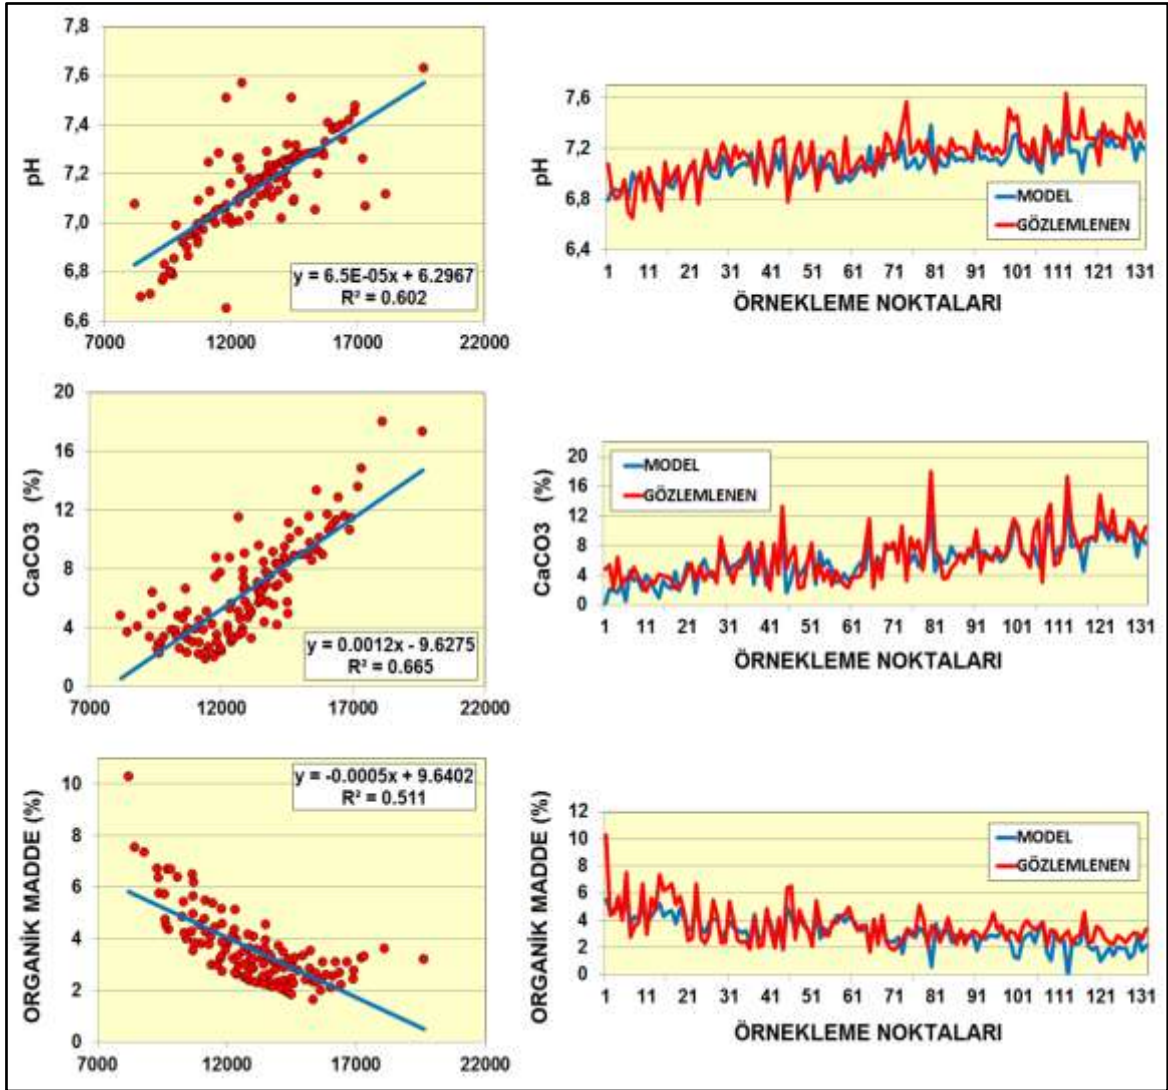 7,8
7,6
7,4
7,2
7,0
6,8
6,6
pH
y = 6.5E-05x + 6.2967
R² = 0.602
7000 12000 17000 22000
7,6
7,2
6,8
6,4
pH
MODEL
GÖZLEMLENEN
1 11 21 31 41 51 61 71 81 91 101 111 121 131
ÖRNEKLEME NOKTALARI
20
16
12
8
4
0
CaCO3 (%)
y = 0.0012x - 9.6275
R² = 0.665
7000 12000 17000 22000
20
16
12
8
4
0
CaCO3 (%)
MODEL
GÖZLEMLENEN
1 11 21 31 41 51 61 71 81 91 101 111 121 131
ÖRNEKLEME NOKTALARI
10
8
6
4
2
0
ORGANİK MADDE (%)
y = -0.0005x + 9.6402
R² = 0.511
7000 12000 17000 22000
12
10
8
6
4
2
0
ORGANİK MADDE (%)
MODEL
GÖZLEMLENEN
1 11 21 31 41 51 61 71 81 91 101 111 121 131
ÖRNEKLEME NOKTALARI